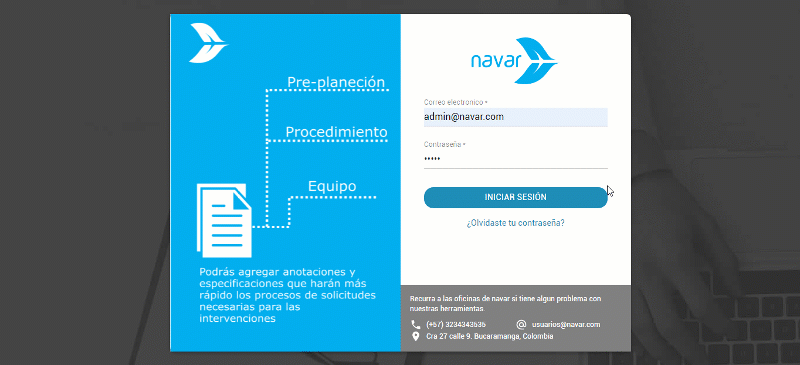 Pre-planeción
Procedimiento
Equipo
Podrás agregar anotaciones y
especificaciones que harán más
rápido los procesos de solicitudes
necesarias para las
intervenciones
navar
Correo electronico *
admin@navar.com
Contraseña *
•••••
INICIAR SESIÓN
¿Olvidaste tu contraseña?
Recurra a las oficinas de navar si tiene algun problema con
nuestras herramientas.
(+57) 3234343535
usuarios@navar.com
Cra 27 calle 9. Bucaramanga, Colombia